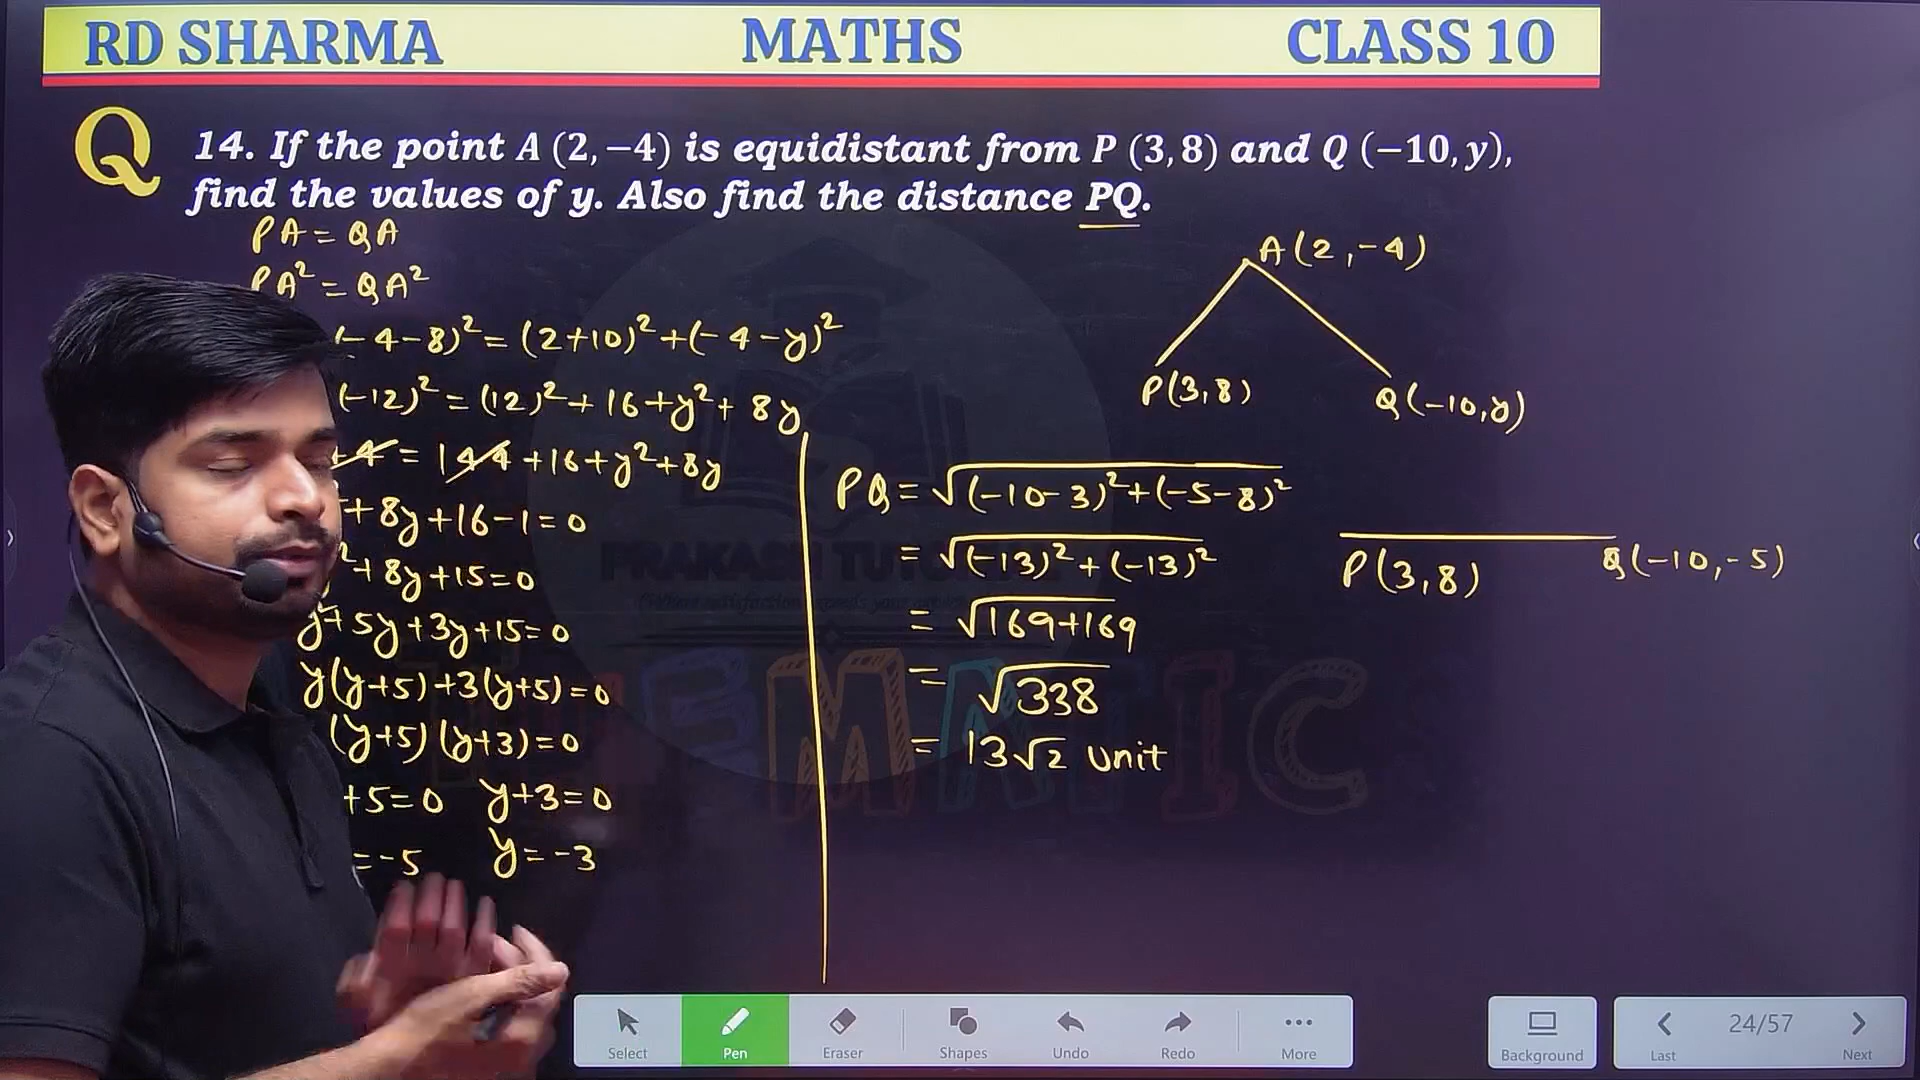 RD SHARMA MATHS CLASS 10
Q 14. If the point A (2, −4) is equidistant from P (3, 8) and Q (−10, y),
find the values of y. Also find the distance PQ.
PA = QA
PA² = QA²
(-4-8)² = (2+10)² + (-4-y)²
(-12)² = (12)² + 16 + y² + 8y
= 144 + 16 + y² + 8y
+ 8y + 16 - 1 = 0
² + 8y + 15 = 0
+ 5y + 3y + 15 = 0
y(y+5) + 3(y+5) = 0
(y+5) (y+3) = 0
+5 = 0 y+3 = 0
= -5 y = -3
A (2, -4)
P(3, 8)
Q (-10, y)
PQ = √(-10-3)² + (-5-8)²
= √(-13)² + (-13)²
= √169+169
= √338
= 13√2 unit
P(3, 8) Q(-10, -5)
PRAKASH TUTORIAL
MATIC
Select Pen Eraser Shapes Undo Redo More Background Last 24/57 Next